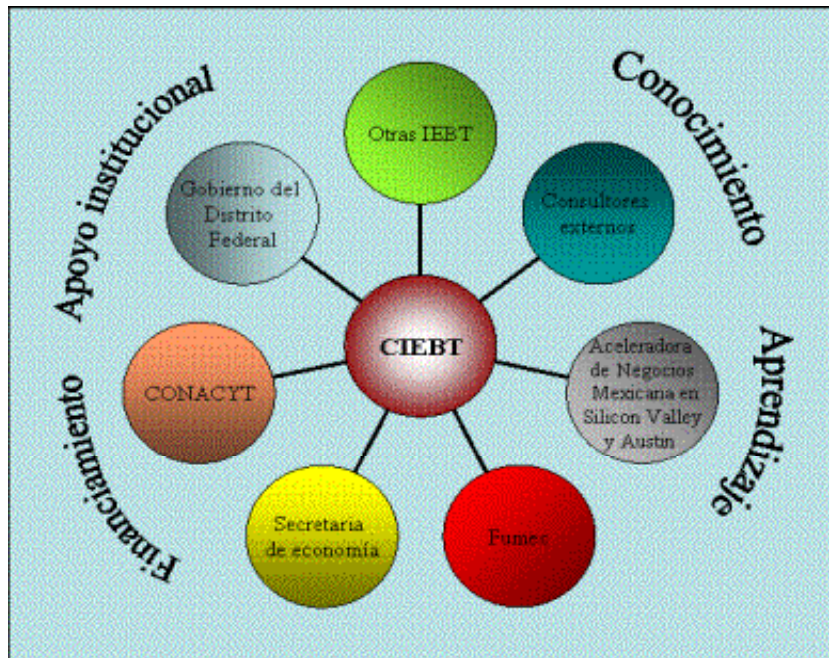 Apoyo institucional
Conocimiento
Otras IEBT
Gobierno del
Distrito
Federal
Consultores
externos
CIEBT
CONACYT
Aceleradora
de Negocios
Mexicana en
Silicon Valley
y Austin
Financiamiento
Aprendizaje
Secretaria
de economía
Fumec